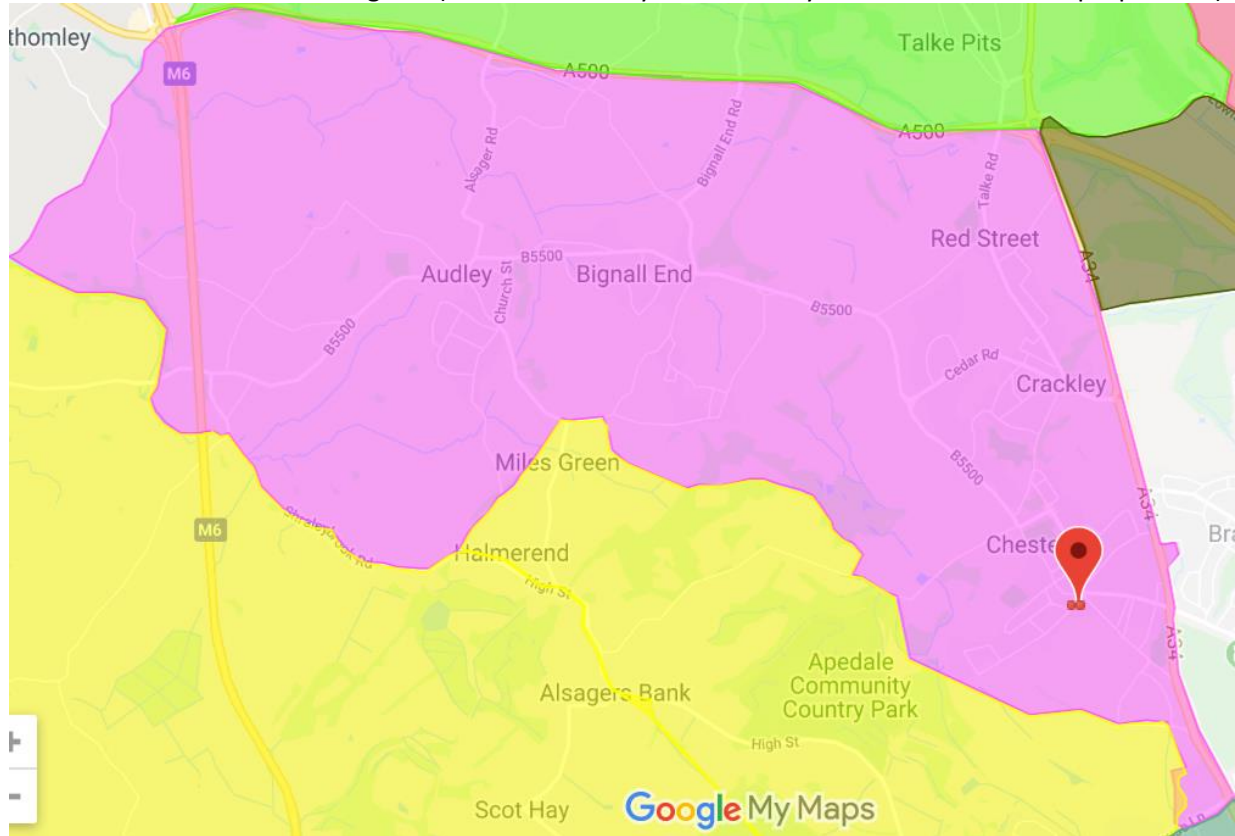 thomley
Talke Pits
M6
A500
A500
Alsager Rd
Bignall End Rd
Talke Rd
Red Street
A34
B5500
Audley
Church St
Bignall End
B5500
B5500
Cedar Rd
Crackley
Miles Green
B5500
A34
M6
Shraleybrook Rd
Halmerend
Cheste
Bra
High St
A34
Apedale
Community
Country Park
Alsagers Bank
High St
Scot Hay
Google My Maps
+
-